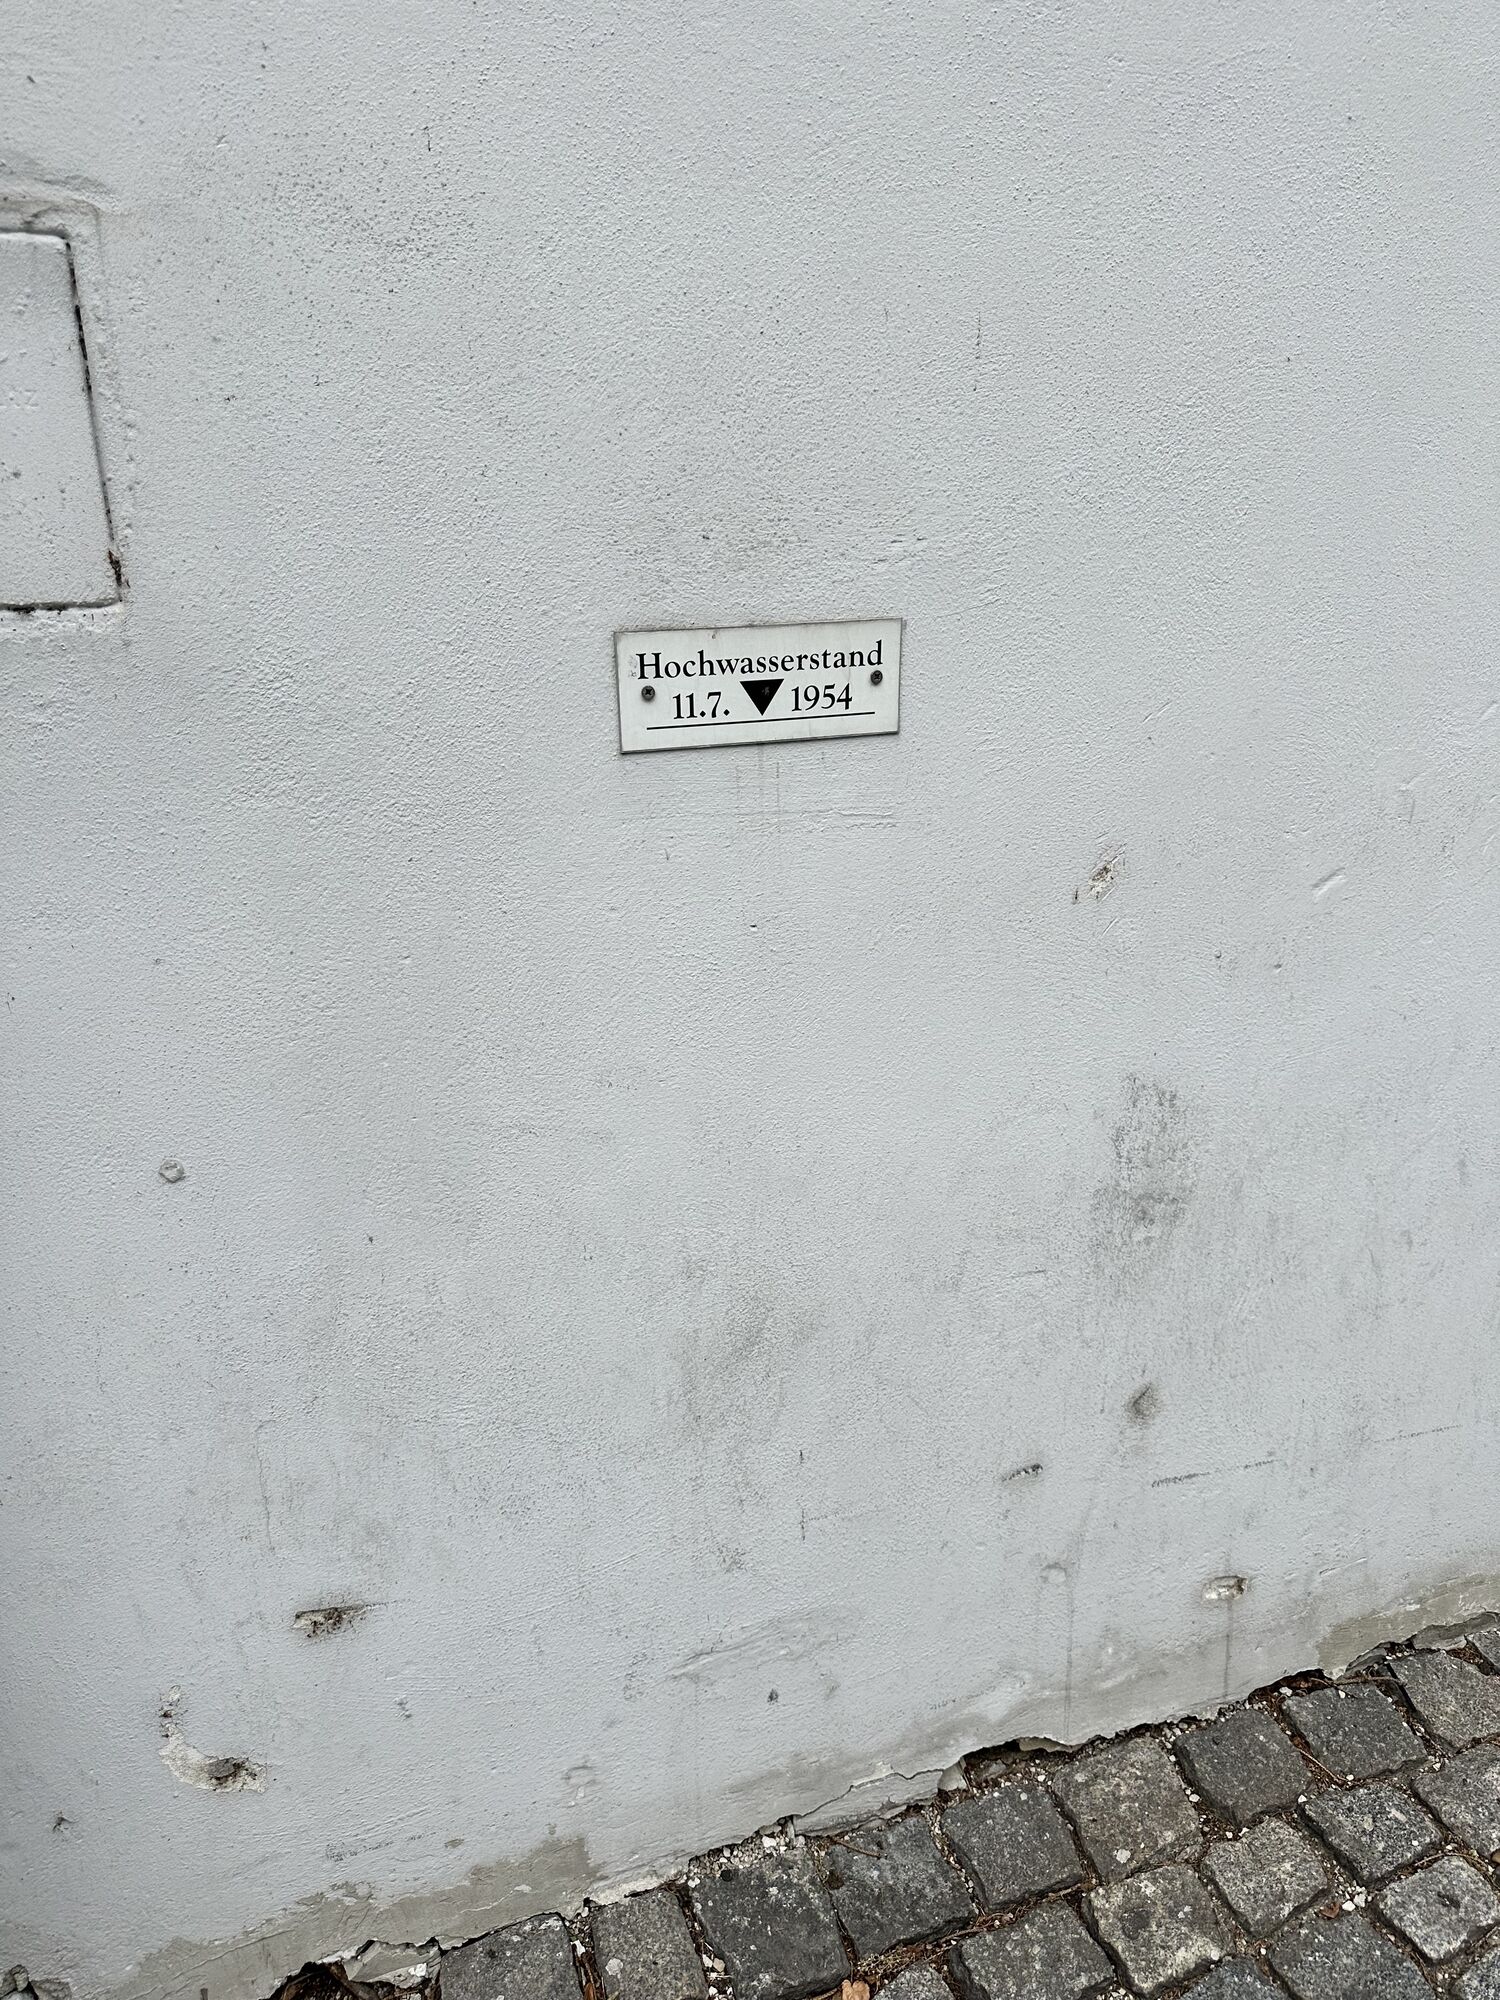 Hochwasserstand
11.7. ▼ 1954